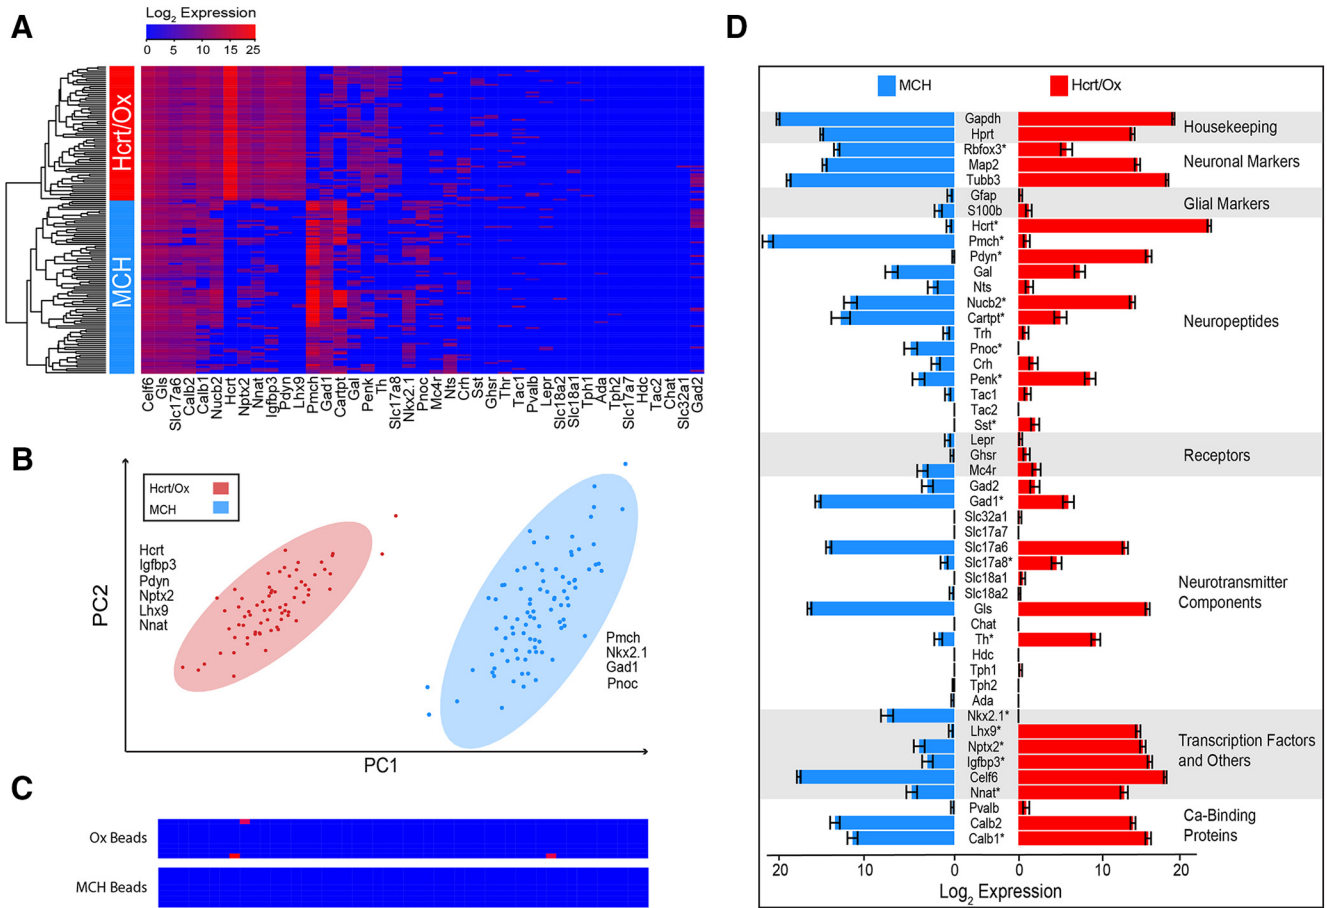 A
Log2 Expression
0 5 10 15 25
Hcrt/Ox
MCH
Celf6
Gls
Slc17a6
Calb2
Calb1
Nucb2
Hcrt
Nptx2
Nnat
Igfbp3
Pdyn
Lhx9
Pmch
Gad1
Cartpt
Gal
Penk
Th
Slc17a8
Nkx2.1
Pnoc
Mc4r
Nts
Crh
Sst
Ghsr
Thr
Tac1
Pvalb
Lepr
Slc18a2
Slc18a1
Tph1
Ada
Tph2
Slc17a7
Hdc
Tac2
Chat
Slc32a1
Gad2
B
Hcrt/Ox
MCH
Hcrt
Igfbp3
Pdyn
Nptx2
Lhx9
Nnat
Pmch
Nkx2.1
Gad1
Pnoc
PC2
PC1
C
Ox Beads
MCH Beads
D
MCH
Hcrt/Ox
Gapdh
Hprt
Rbfox3*
Map2
Tubb3
Gfap
S100b
Hcrt*
Pmch*
Pdyn*
Gal
Nts
Nucb2*
Cartpt*
Trh
Pnoc*
Crh
Penk*
Tac1
Tac2
Sst*
Lepr
Ghsr
Mc4r
Gad2
Gad1*
Slc32a1
Slc17a7
Slc17a6
Slc17a8*
Slc18a1
Slc18a2
Gls
Chat
Th*
Hdc
Tph1
Tph2
Ada
Nkx2.1*
Lhx9*
Nptx2*
Igfbp3*
Celf6
Nnat*
Pvalb
Calb2
Calb1*
Housekeeping
Neuronal Markers
Glial Markers
Neuropeptides
Receptors
Neurotransmitter
Components
Transcription Factors
and Others
Ca-Binding
Proteins
20 10 0 0 10 20
Log2 Expression